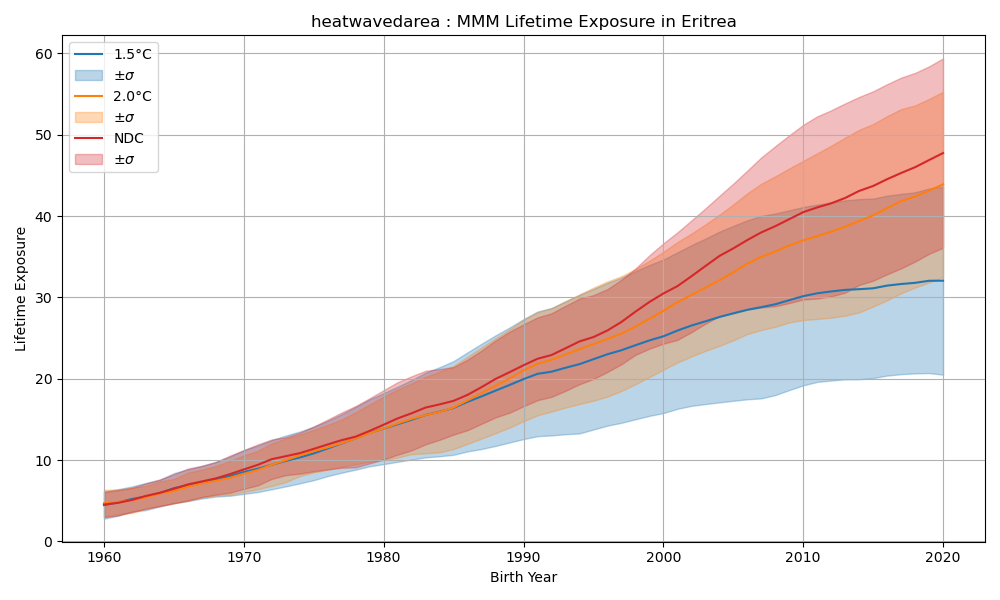 heatwavedarea : MMM Lifetime Exposure in Eritrea
60
50
40
30
20
10
0
Lifetime Exposure
1.5°C
±σ
2.0°C
±σ
NDC
±σ
1960 1970 1980 1990 2000 2010 2020
Birth Year